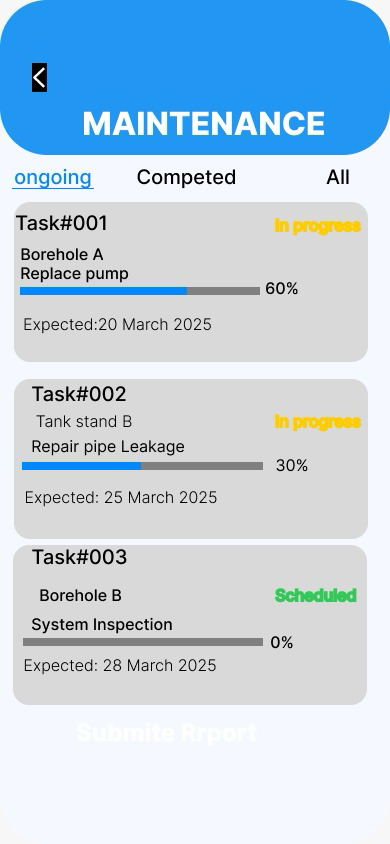 MAINTENANCE
ongoing Competed All
Task#001
In progress
Borehole A
Replace pump
60%
Expected:20 March 2025
Task#002
Tank stand B
In progress
Repair pipe Leakage
30%
Expected: 25 March 2025
Task#003
Borehole B
Scheduled
System Inspection
0%
Expected: 28 March 2025
Submite Rrport